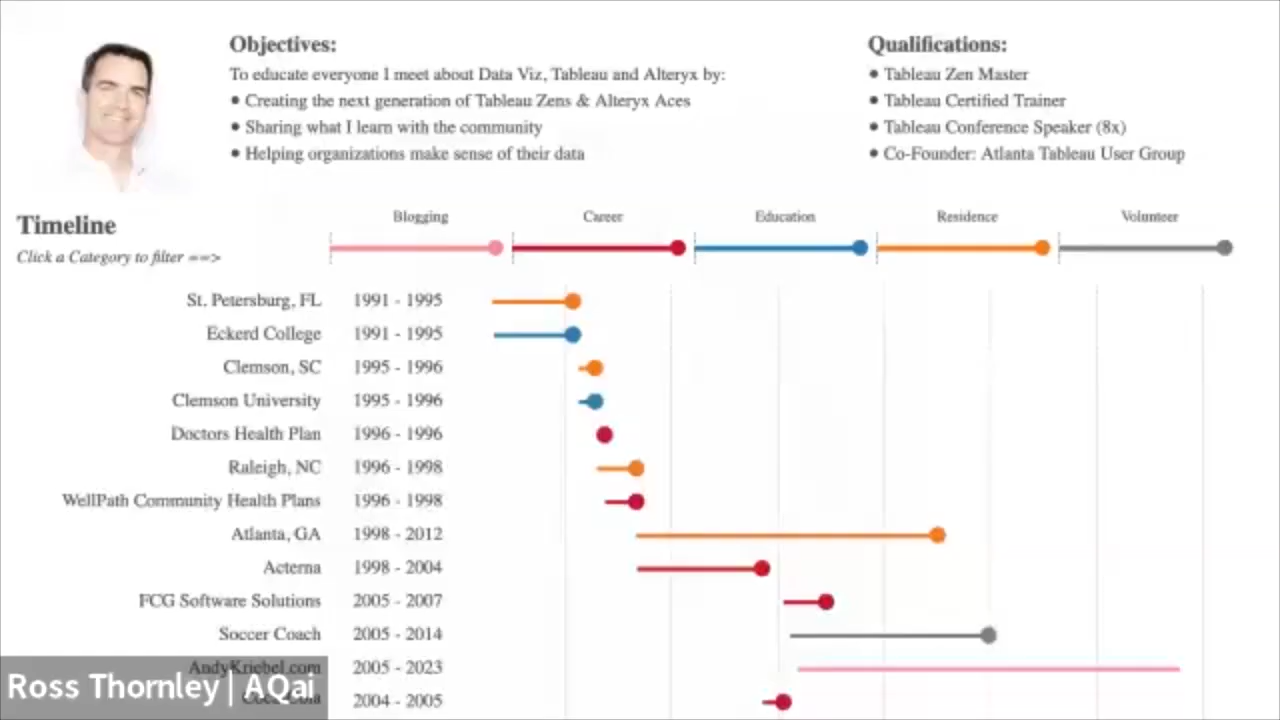 Objectives:
To educate everyone I meet about Data Viz, Tableau and Alteryx by:
• Creating the next generation of Tableau Zens & Alteryx Aces
• Sharing what I learn with the community
• Helping organizations make sense of their data
Qualifications:
• Tableau Zen Master
• Tableau Certified Trainer
• Tableau Conference Speaker (8x)
• Co-Founder: Atlanta Tableau User Group
Timeline
Click a Category to filter ==>
Blogging Career Education Residence Volunteer
St. Petersburg, FL 1991 - 1995
Eckerd College 1991 - 1995
Clemson, SC 1995 - 1996
Clemson University 1995 - 1996
Doctors Health Plan 1996 - 1996
Raleigh, NC 1996 - 1998
WellPath Community Health Plans 1996 - 1998
Atlanta, GA 1998 - 2012
Acterna 1998 - 2004
FCG Software Solutions 2005 - 2007
Soccer Coach 2005 - 2014
AndyKriebel.com 2005 - 2023
Coca-Cola 2004 - 2005
Ross Thornley | AQai